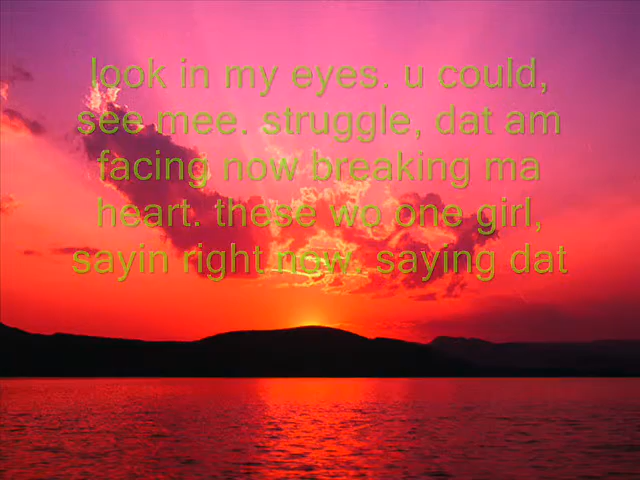 look in my eyes. u could,
see mee. struggle, dat am
facing now breaking ma
heart. these wo one girl,
sayin right now. saying dat